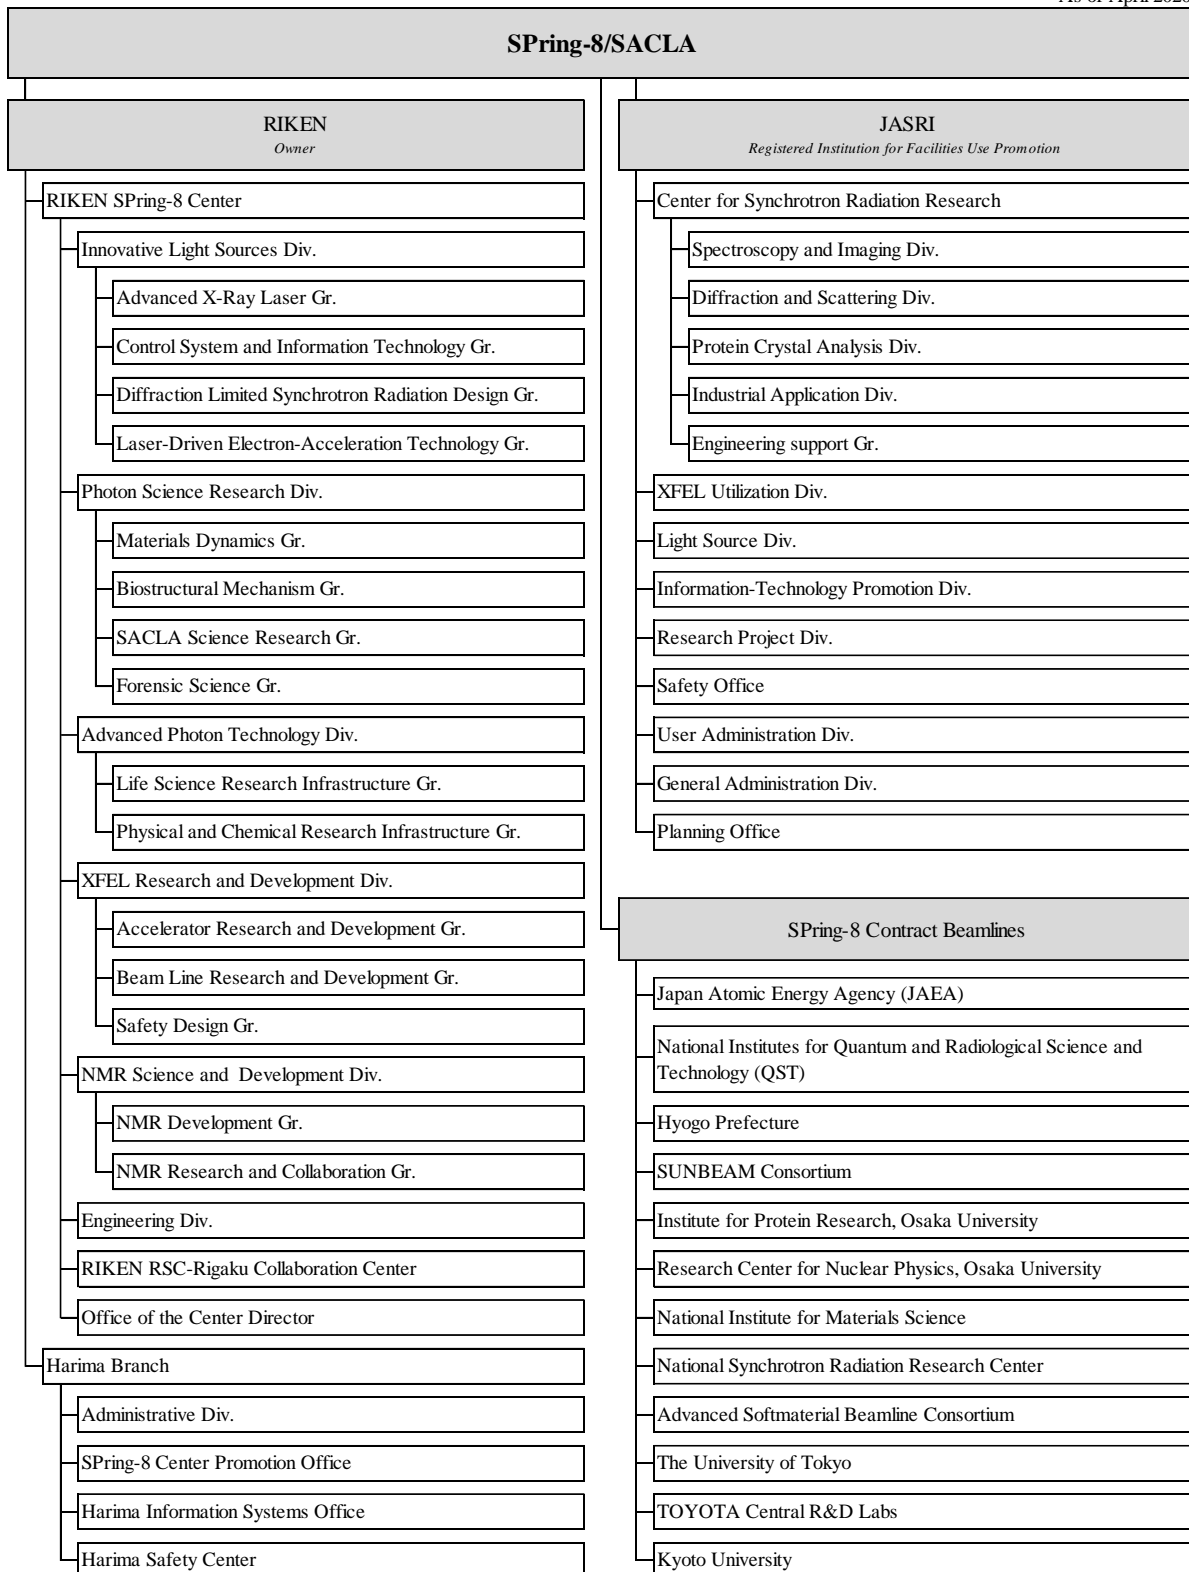 SPring-8/SACLA
RIKEN
Owner
RIKEN SPring-8 Center
Innovative Light Sources Div.
Advanced X-Ray Laser Gr.
Control System and Information Technology Gr.
Diffraction Limited Synchrotron Radiation Design Gr.
Laser-Driven Electron-Acceleration Technology Gr.
Photon Science Research Div.
Materials Dynamics Gr.
Biostructural Mechanism Gr.
SACLA Science Research Gr.
Forensic Science Gr.
Advanced Photon Technology Div.
Life Science Research Infrastructure Gr.
Physical and Chemical Research Infrastructure Gr.
XFEL Research and Development Div.
Accelerator Research and Development Gr.
Beam Line Research and Development Gr.
Safety Design Gr.
NMR Science and  Development Div.
NMR Development Gr.
NMR Research and Collaboration Gr.
Engineering Div.
RIKEN RSC-Rigaku Collaboration Center
Office of the Center Director
Harima Branch
Administrative Div.
SPring-8 Center Promotion Office
Harima Information Systems Office
Harima Safety Center
JASRI
Registered Institution for Facilities Use Promotion
Center for Synchrotron Radiation Research
Spectroscopy and Imaging Div.
Diffraction and Scattering Div.
Protein Crystal Analysis Div.
Industrial Application Div.
Engineering support Gr.
XFEL Utilization Div.
Light Source Div.
Information-Technology Promotion Div.
Research Project Div.
Safety Office
User Administration Div.
General Administration Div.
Planning Office
SPring-8 Contract Beamlines
Japan Atomic Energy Agency (JAEA)
National Institutes for Quantum and Radiological Science and
Technology (QST)
Hyogo Prefecture
SUNBEAM Consortium
Institute for Protein Research, Osaka University
Research Center for Nuclear Physics, Osaka University
National Institute for Materials Science
National Synchrotron Radiation Research Center
Advanced Softmaterial Beamline Consortium
The University of Tokyo
TOYOTA Central R&D Labs
Kyoto University